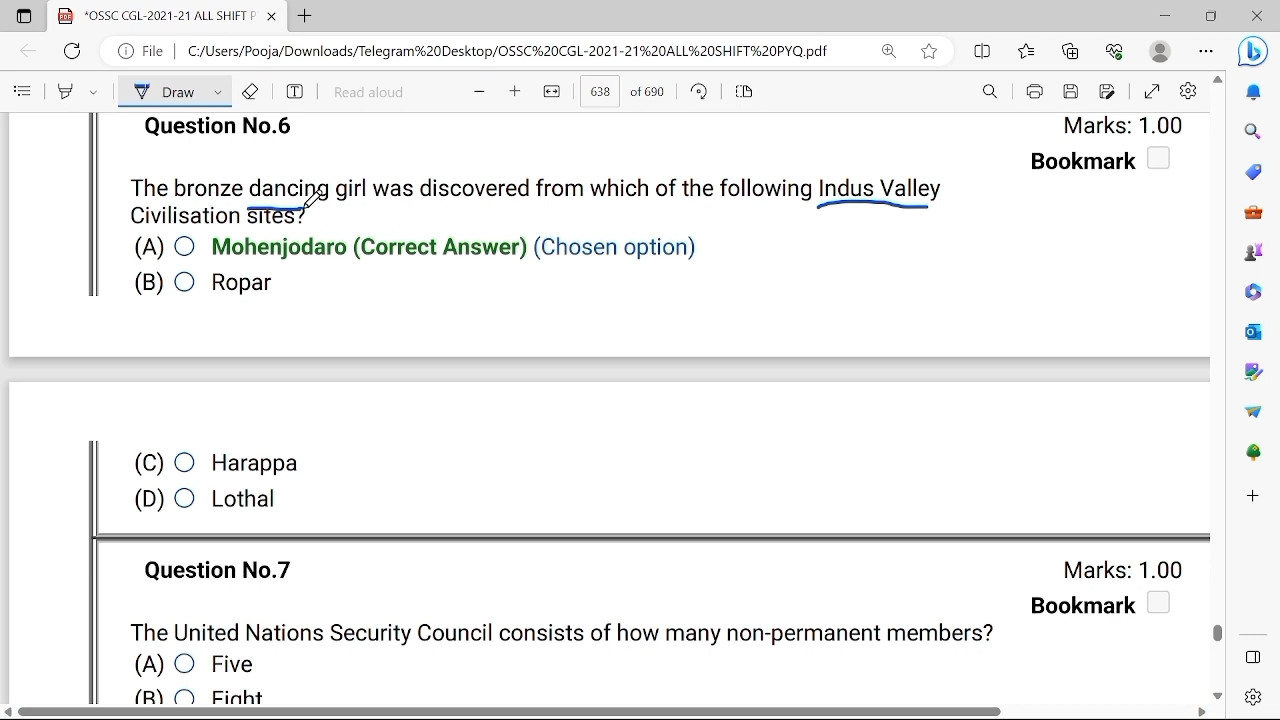 *OSSC CGL-2021-21 ALL SHIFT P
File
C:/Users/Pooja/Downloads/Telegram%20Desktop/OSSC%20CGL-2021-21%20ALL%20SHIFT%20PYQ.pdf
Draw
Read aloud
638 of 690
Question No.6
Marks: 1.00
Bookmark
The bronze dancing girl was discovered from which of the following Indus Valley
Civilisation sites?
(A) Mohenjodaro (Correct Answer) (Chosen option)
(B) Ropar
(C) Harappa
(D) Lothal
Question No.7
Marks: 1.00
Bookmark
The United Nations Security Council consists of how many non-permanent members?
(A) Five
(B) Eight